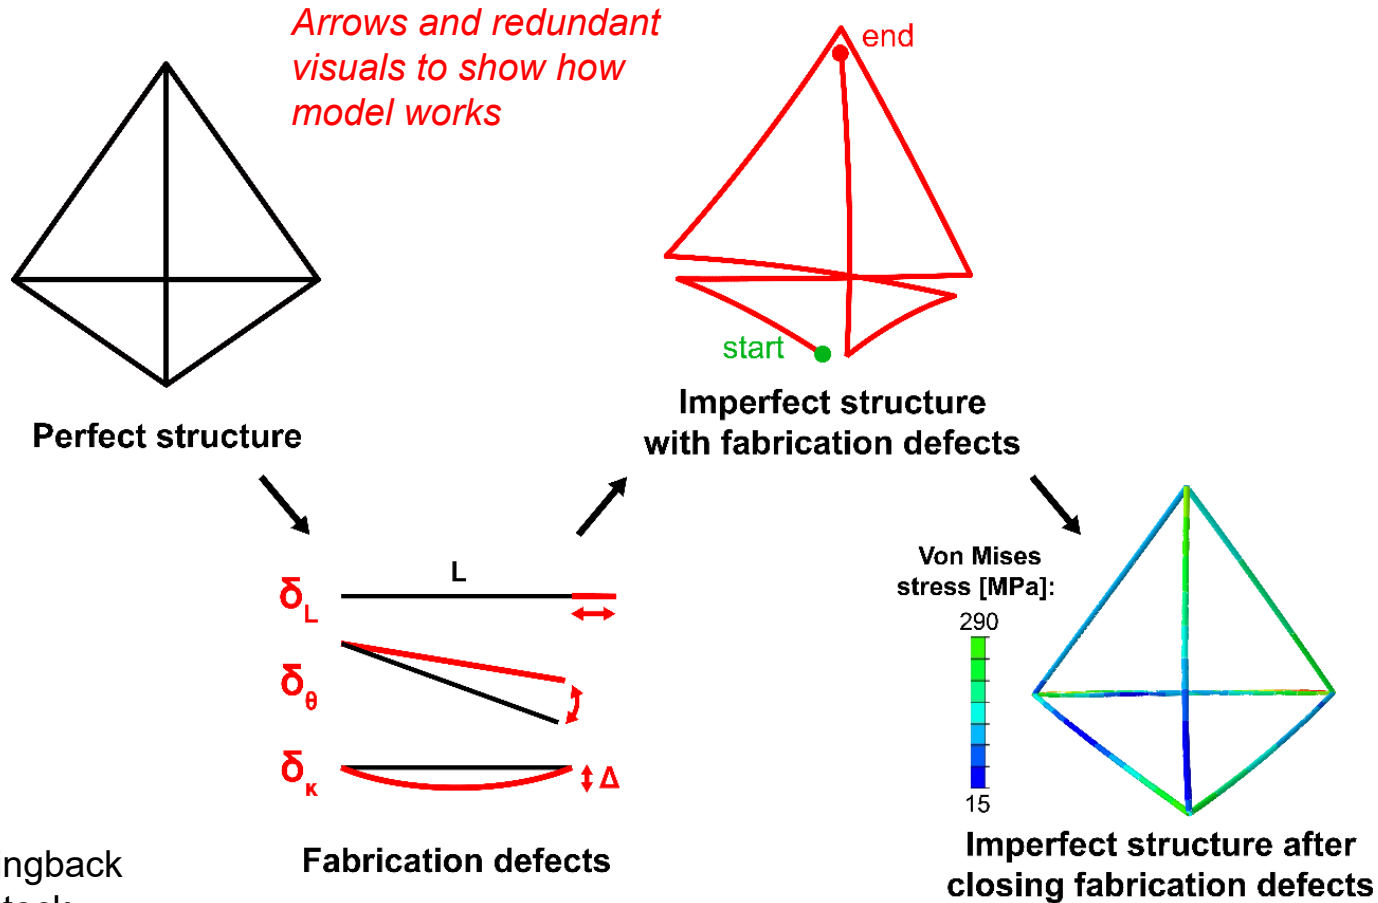 Arrows and redundant
visuals to show how
model works
end
start
Perfect structure
Imperfect structure
with fabrication defects
L
δL
δθ
δκ
Δ
Fabrication defects
Von Mises
stress [MPa]:
290
15
Imperfect structure after
closing fabrication defects
ingback